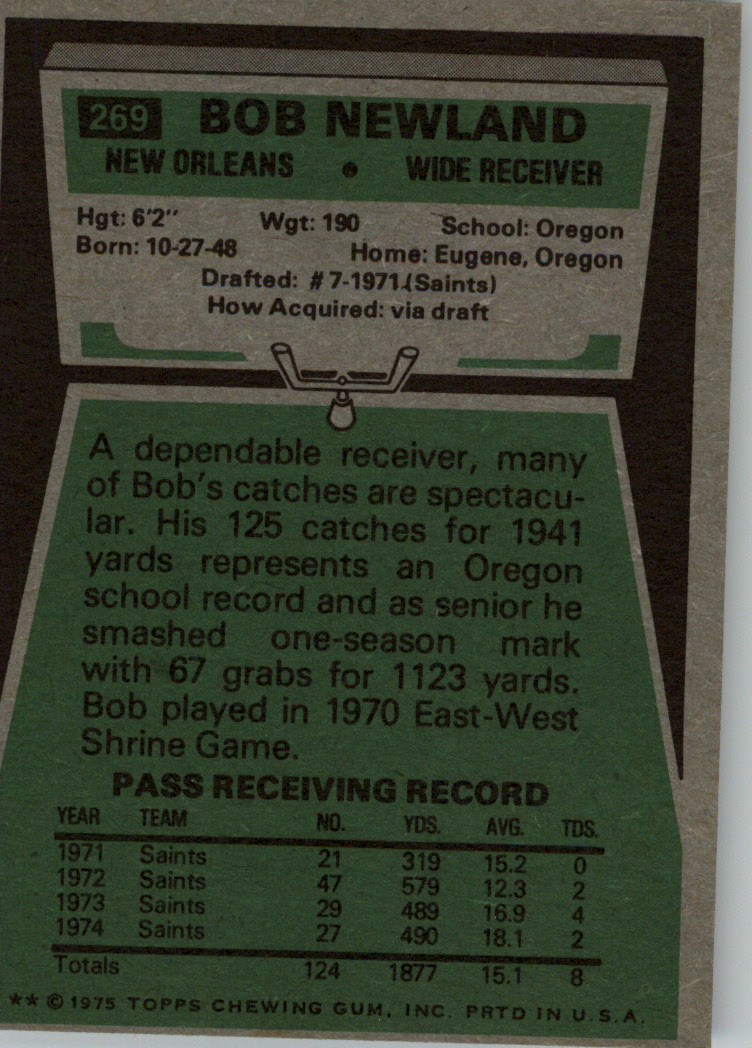 269 BOB NEWLAND
NEW ORLEANS • WIDE RECEIVER
Hgt: 6'2" Wgt: 190 School: Oregon
Born: 10-27-48 Home: Eugene, Oregon
Drafted: #7-1971 (Saints)
How Acquired: via draft
A dependable receiver, many
of Bob's catches are spectacu-
lar. His 125 catches for 1941
yards represents an Oregon
school record and as senior he
smashed one-season mark
with 67 grabs for 1123 yards.
Bob played in 1970 East-West
Shrine Game.
PASS RECEIVING RECORD
YEAR TEAM NO. YDS. AVG. TDS.
1971 Saints 21 319 15.2 0
1972 Saints 47 579 12.3 2
1973 Saints 29 489 16.9 4
1974 Saints 27 490 18.1 2
Totals 124 1877 15.1 8
** © 1975 TOPPS CHEWING GUM, INC. PRTD IN U.S.A.